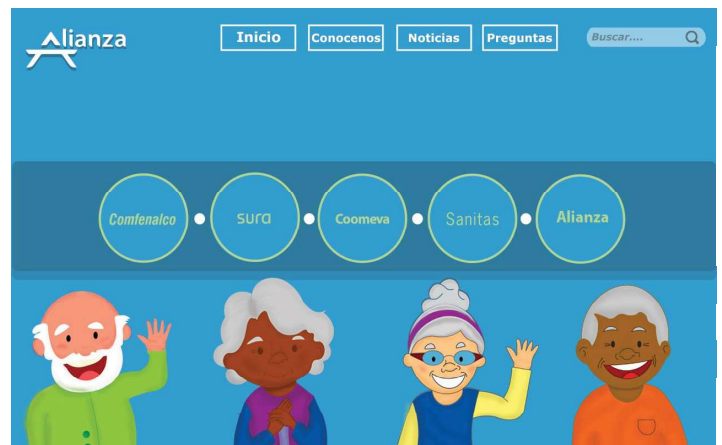 Alianza
Inicio Conocenos Noticias Preguntas Buscar....
Comfenalco sura Coomeva Sanitas Alianza